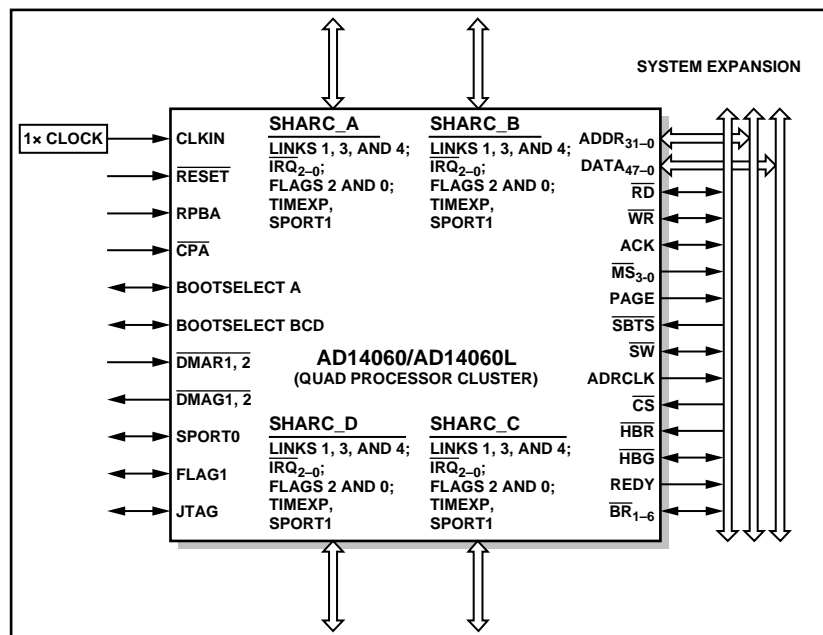 SYSTEM EXPANSION
1× CLOCK
CLKIN
RESET
RPBA
CPA
BOOTSELECT A
BOOTSELECT BCD
DMAR1, 2
DMAG1, 2
SPORT0
FLAG1
JTAG
SHARC_A
LINKS 1, 3, AND 4;
IRQ2–0;
FLAGS 2 AND 0;
TIMEXP,
SPORT1
SHARC_B
LINKS 1, 3, AND 4;
IRQ2–0;
FLAGS 2 AND 0;
TIMEXP,
SPORT1
AD14060/AD14060L
(QUAD PROCESSOR CLUSTER)
SHARC_D
LINKS 1, 3, AND 4;
IRQ2–0;
FLAGS 2 AND 0;
TIMEXP,
SPORT1
SHARC_C
LINKS 1, 3, AND 4;
IRQ2–0;
FLAGS 2 AND 0;
TIMEXP,
SPORT1
ADDR31–0
DATA47–0
RD
WR
ACK
MS3-0
PAGE
SBTS
SW
ADRCLK
CS
HBR
HBG
REDY
BR1–6